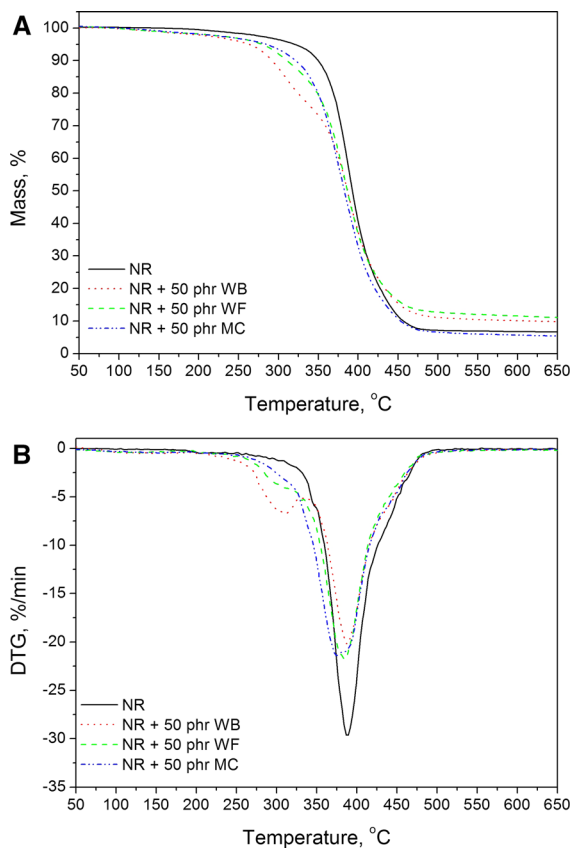 A
100
90
80
70
60
50
40
30
20
10
0
Mass, %
NR
NR + 50 phr WB
NR + 50 phr WF
NR + 50 phr MC
50 100 150 200 250 300 350 400 450 500 550 600 650
Temperature, °C
B
0
-5
-10
-15
-20
-25
-30
-35
DTG, %/min
NR
NR + 50 phr WB
NR + 50 phr WF
NR + 50 phr MC
50 100 150 200 250 300 350 400 450 500 550 600 650
Temperature, °C